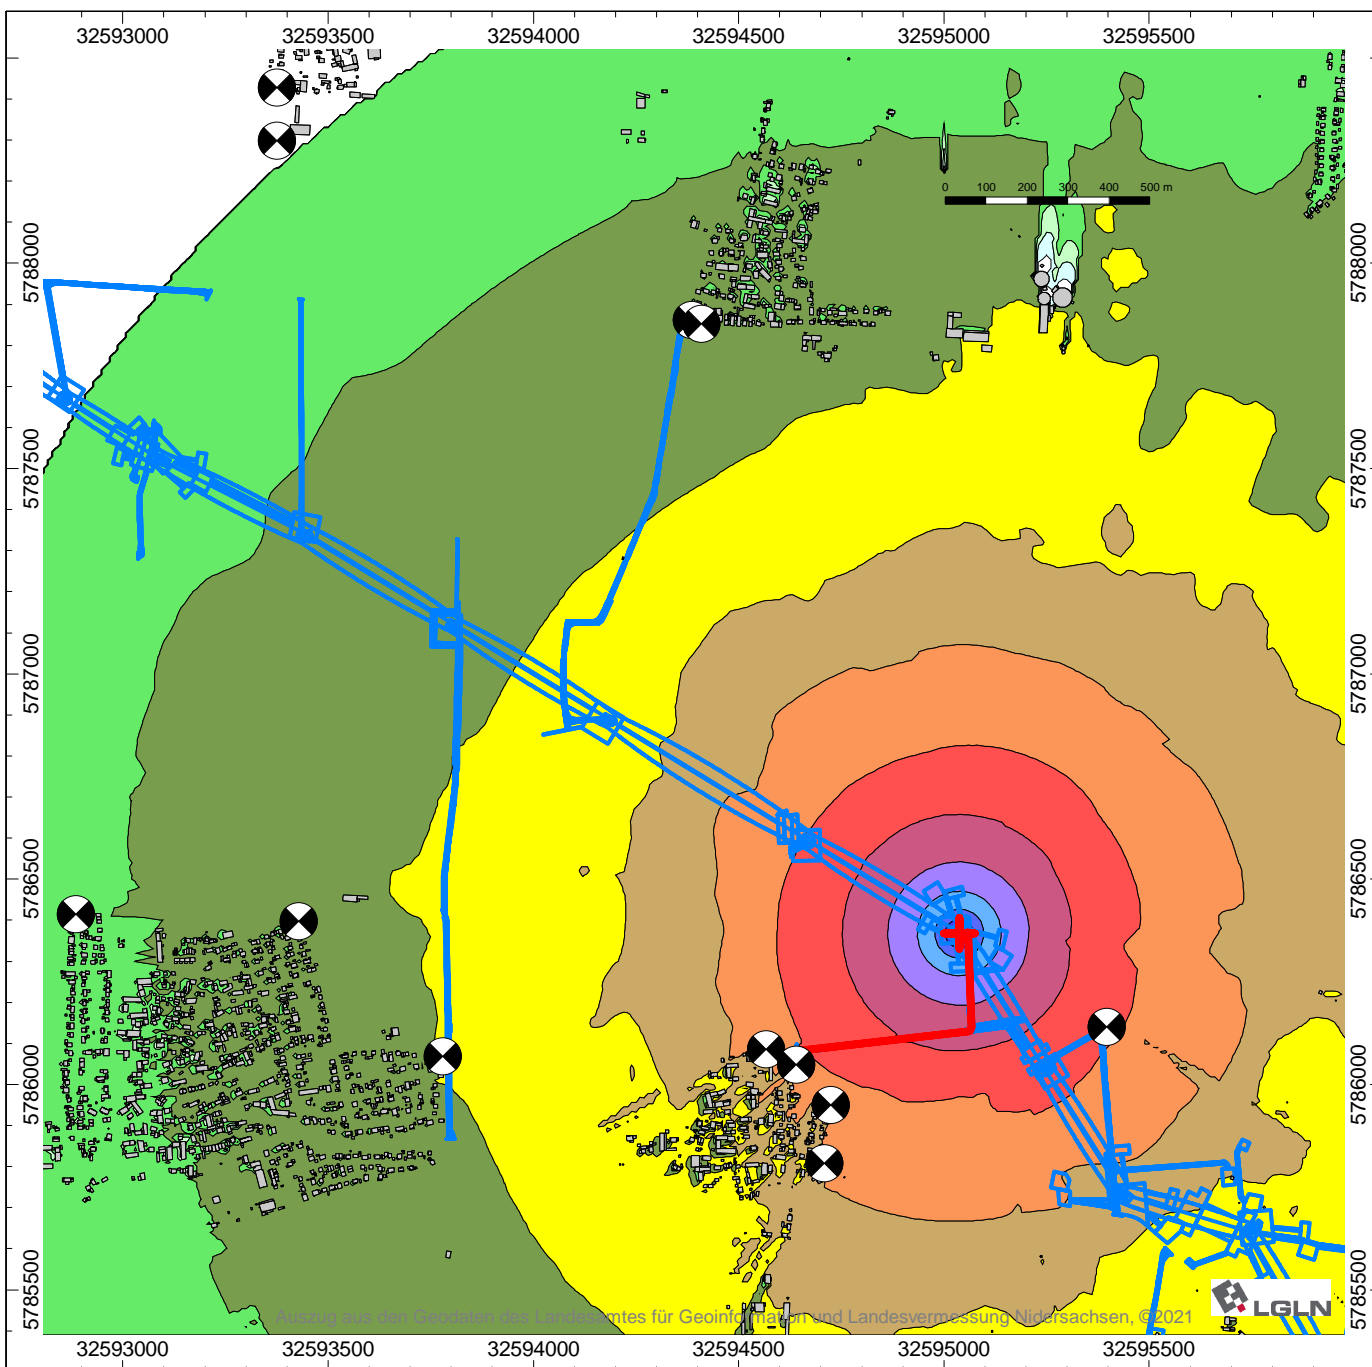 32593000 32593500 32594000 32594500 32595000 32595500
0 100 200 300 400 500 m
5788000 5788000
5787500 5787500
5787000 5787000
5786500 5786500
5786000 5786000
5785500 5785500
LGLN
Auszug aus den Geodaten des Landesamtes für Geoinformation und Landesvermessung Nidersachsen, ©2021
32593000 32593500 32594000 32594500 32595000 32595500